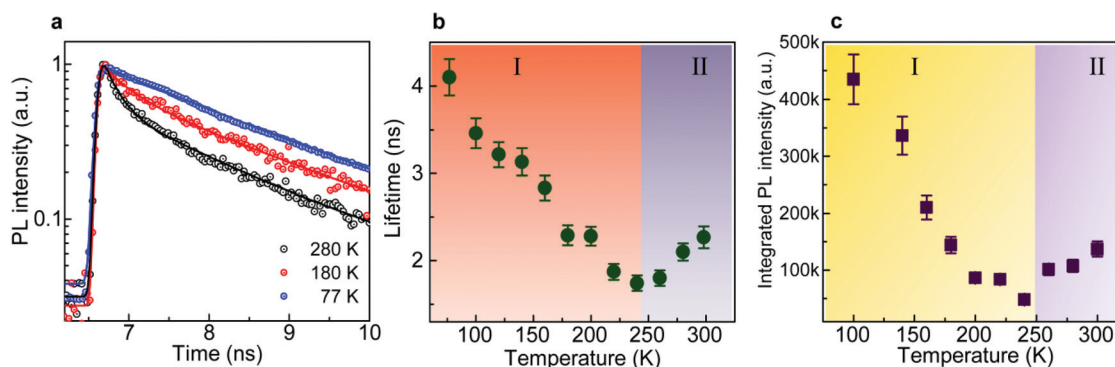 a
PL intensity (a.u.)
1
0.1
280 K
180 K
77 K
7
8
9
10
Time (ns)
b
Lifetime (ns)
4
3
2
I
II
100
150
200
250
300
Temperature (K)
c
Integrated PL intensity (a.u.)
500k
400k
300k
200k
100k
I
II
100
150
200
250
300
Temperature (K)